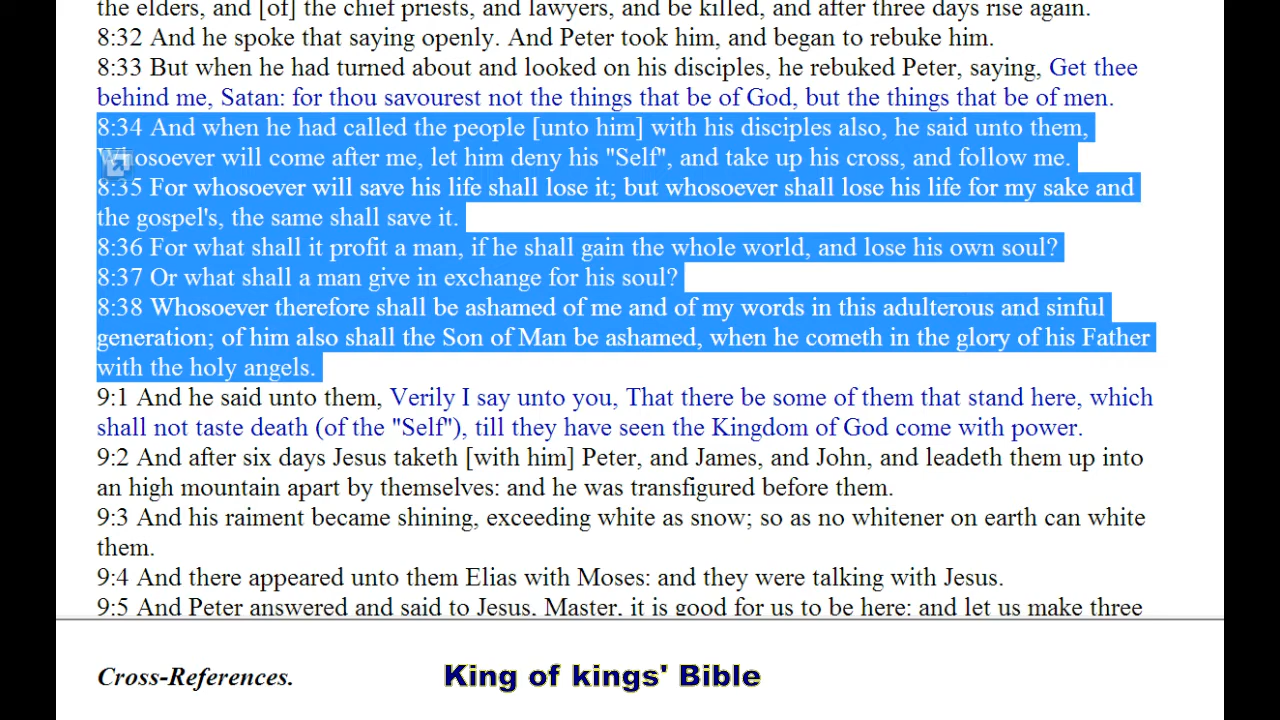 the elders, and [of] the chief priests, and lawyers, and be killed, and after three days rise again.
8:32 And he spoke that saying openly. And Peter took him, and began to rebuke him.
8:33 But when he had turned about and looked on his disciples, he rebuked Peter, saying, Get thee
behind me, Satan: for thou savourest not the things that be of God, but the things that be of men.
8:34 And when he had called the people [unto him] with his disciples also, he said unto them,
Whosoever will come after me, let him deny his "Self", and take up his cross, and follow me.
8:35 For whosoever will save his life shall lose it; but whosoever shall lose his life for my sake and
the gospel's, the same shall save it.
8:36 For what shall it profit a man, if he shall gain the whole world, and lose his own soul?
8:37 Or what shall a man give in exchange for his soul?
8:38 Whosoever therefore shall be ashamed of me and of my words in this adulterous and sinful
generation; of him also shall the Son of Man be ashamed, when he cometh in the glory of his Father
with the holy angels.
9:1 And he said unto them, Verily I say unto you, That there be some of them that stand here, which
shall not taste death (of the "Self"), till they have seen the Kingdom of God come with power.
9:2 And after six days Jesus taketh [with him] Peter, and James, and John, and leadeth them up into
an high mountain apart by themselves: and he was transfigured before them.
9:3 And his raiment became shining, exceeding white as snow; so as no whitener on earth can white
them.
9:4 And there appeared unto them Elias with Moses: and they were talking with Jesus.
9:5 And Peter answered and said to Jesus, Master, it is good for us to be here: and let us make three
Cross-References.
King of kings' Bible